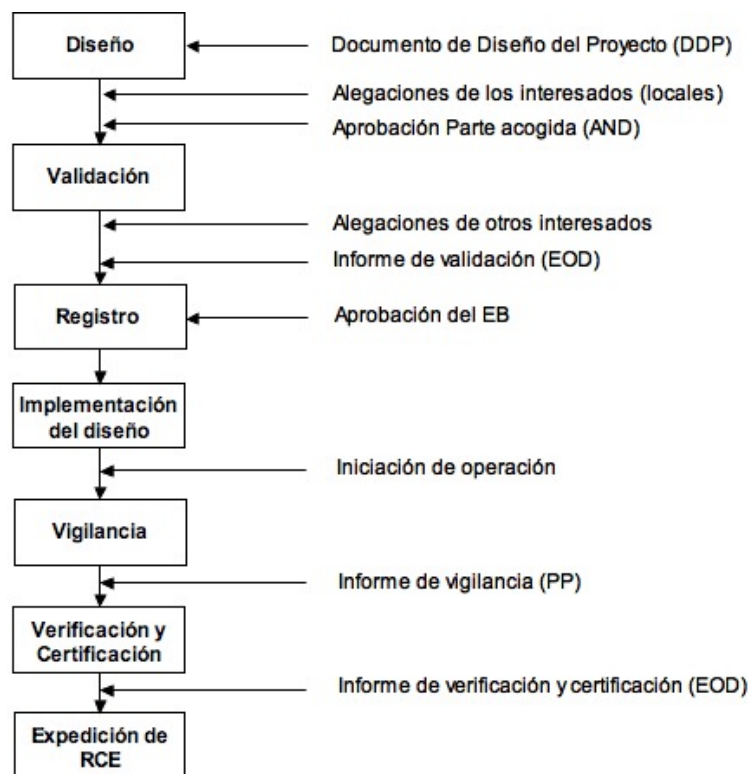 Diseño
Documento de Diseño del Proyecto (DDP)
Alegaciones de los interesados (locales)
Aprobación Parte acogida (AND)
Validación
Alegaciones de otros interesados
Informe de validación (EOD)
Registro
Aprobación del EB
Implementación
del diseño
Iniciación de operación
Vigilancia
Informe de vigilancia (PP)
Verificación y
Certificación
Informe de verificación y certificación (EOD)
Expedición de
RCE